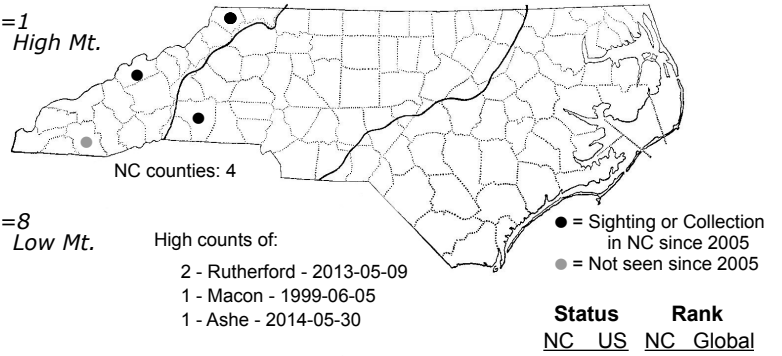 =1
High Mt.
NC counties: 4
=8
Low Mt.
High counts of:
2 - Rutherford - 2013-05-09
1 - Macon - 1999-06-05
1 - Ashe - 2014-05-30
● = Sighting or Collection
in NC since 2005
● = Not seen since 2005
Status Rank
NC US NC Global